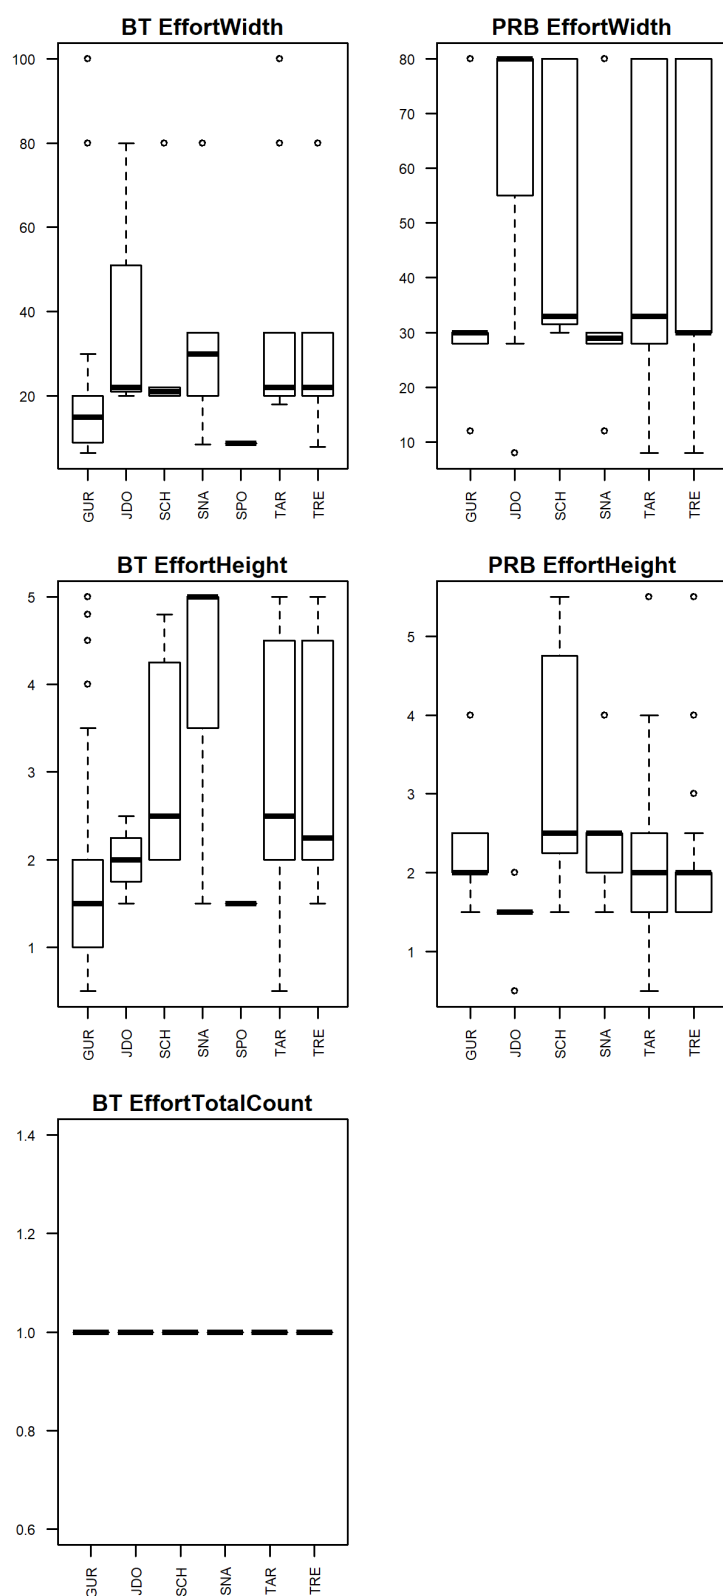 BT EffortWidth
100
80
60
40
20
GUR
JDO
SCH
SNA
SPO
TAR
TRE
PRB EffortWidth
80
70
60
50
40
30
20
10
GUR
JDO
SCH
SNA
TAR
TRE
BT EffortHeight
5
4
3
2
1
GUR
JDO
SCH
SNA
SPO
TAR
TRE
PRB EffortHeight
5
4
3
2
1
GUR
JDO
SCH
SNA
TAR
TRE
BT EffortTotalCount
1.4
1.2
1.0
0.8
0.6
GUR
JDO
SCH
SNA
TAR
TRE